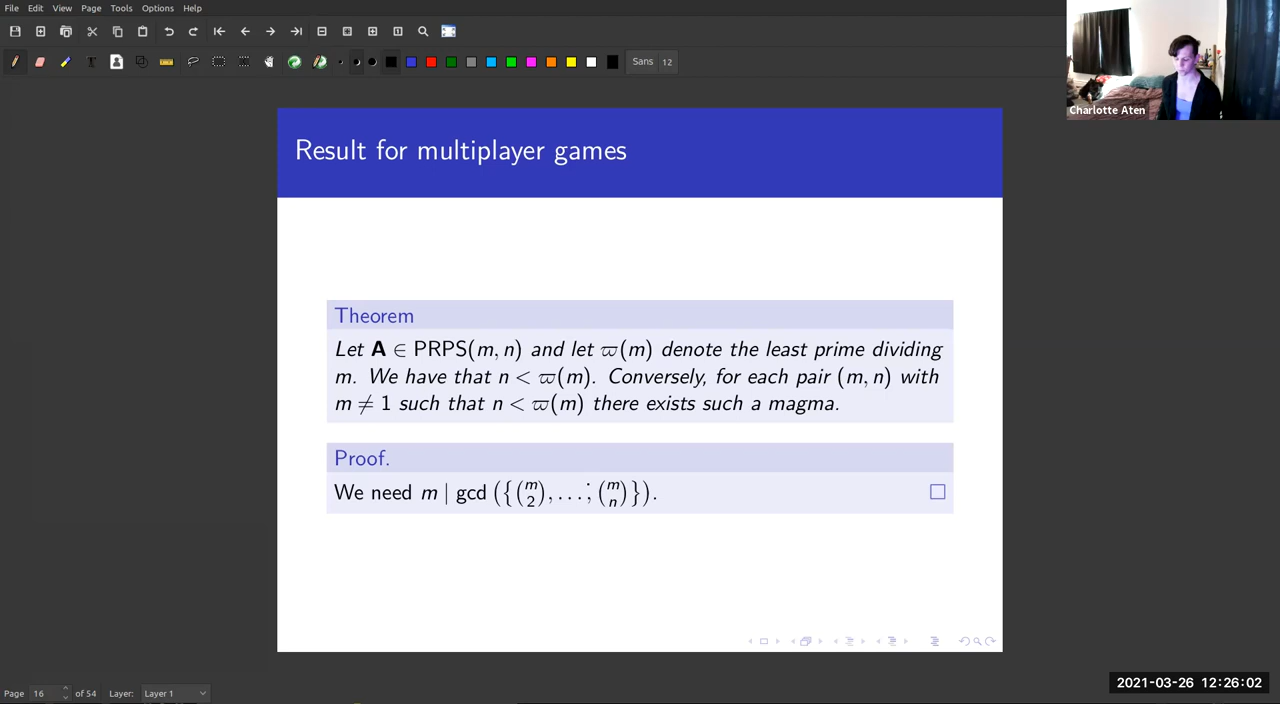 File Edit View Page Tools Options Help
Sans 12
Charlotte Aten
Result for multiplayer games
Theorem
Let A ∈ PRPS(m, n) and let ϖ(m) denote the least prime dividing
m. We have that n < ϖ(m). Conversely, for each pair (m, n) with
m ≠ 1 such that n < ϖ(m) there exists such a magma.
Proof.
We need m | gcd ({(m 2), . . . , (m n)}). □
2021-03-26 12:26:02
Page 16 of 54 Layer: Layer 1